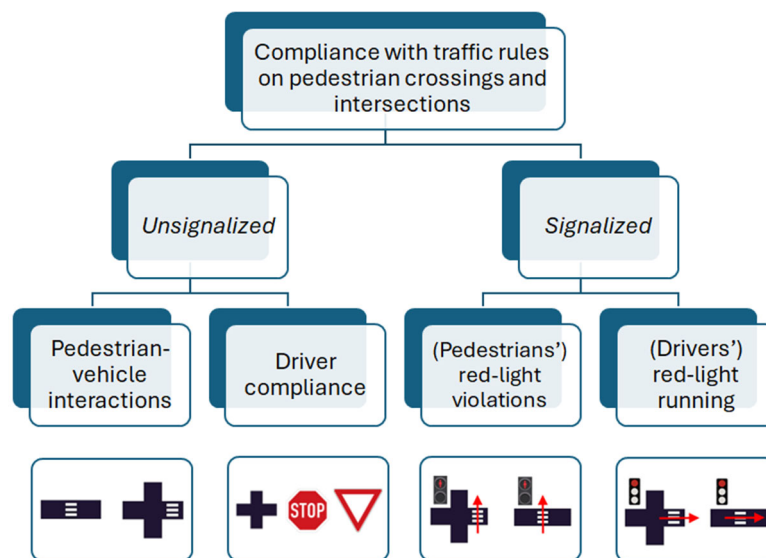 Compliance with traffic rules
on pedestrian crossings and
intersections
Unsignalized
Signalized
Pedestrian-
vehicle
interactions
Driver
compliance
(Pedestrians')
red-light
violations
(Drivers')
red-light
running
STOP